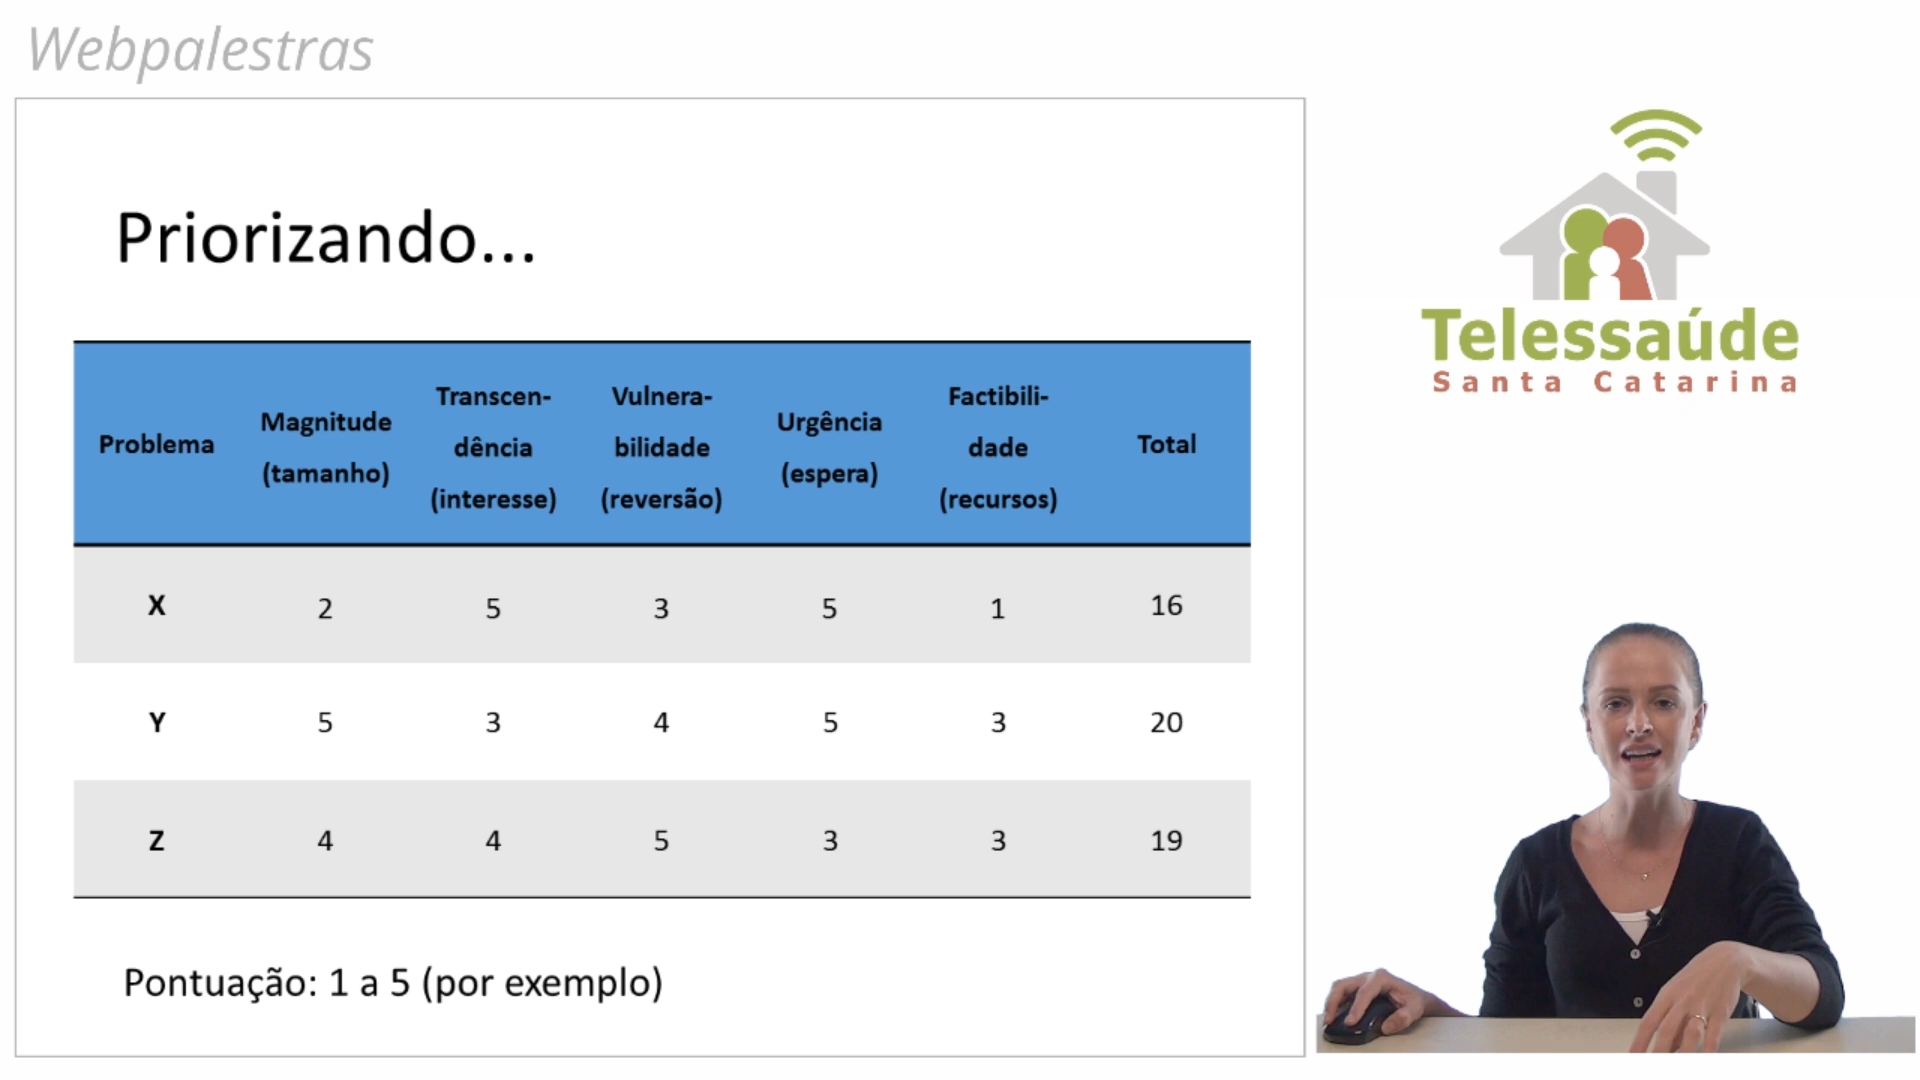 Webpalestras
Telessaúde
Santa Catarina
Priorizando...
Problema
Magnitude
(tamanho)
Transcen-
dência
(interesse)
Vulnera-
bilidade
(reversão)
Urgência
(espera)
Factibili-
dade
(recursos)
Total
X 2 5 3 5 1 16
Y 5 3 4 5 3 20
Z 4 4 5 3 3 19
Pontuação: 1 a 5 (por exemplo)